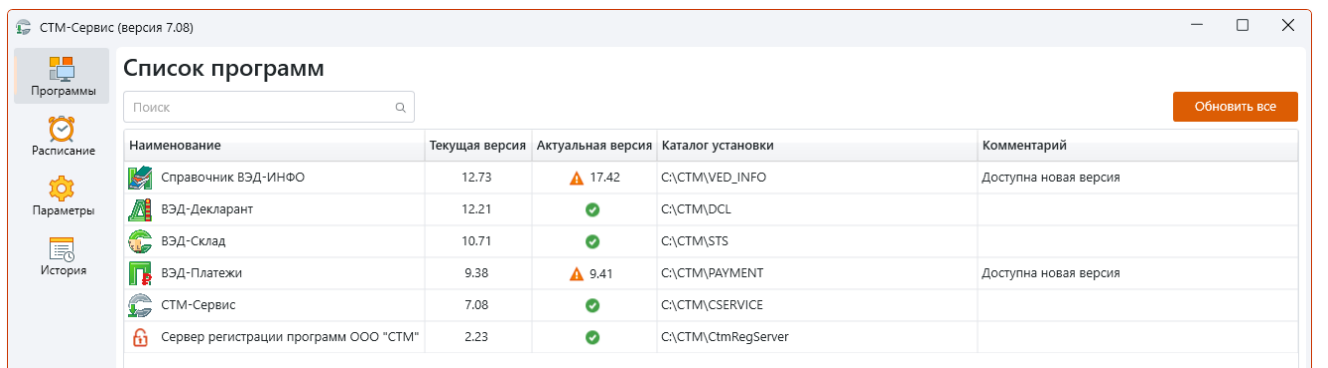 СТМ-Сервис (версия 7.08)
Программы
Расписание
Параметры
История
Список программ
Поиск
Обновить все
Наименование Текущая версия Актуальная версия Каталог установки Комментарий
Справочник ВЭД-ИНФО 12.73 17.42 C:\CTM\VED_INFO Доступна новая версия
ВЭД-Декларант 12.21 C:\CTM\DCL
ВЭД-Склад 10.71 C:\CTM\STS
ВЭД-Платежи 9.38 9.41 C:\CTM\PAYMENT Доступна новая версия
СТМ-Сервис 7.08 C:\CTM\CSERVICE
Сервер регистрации программ ООО "СТМ" 2.23 C:\CTM\CtmRegServer